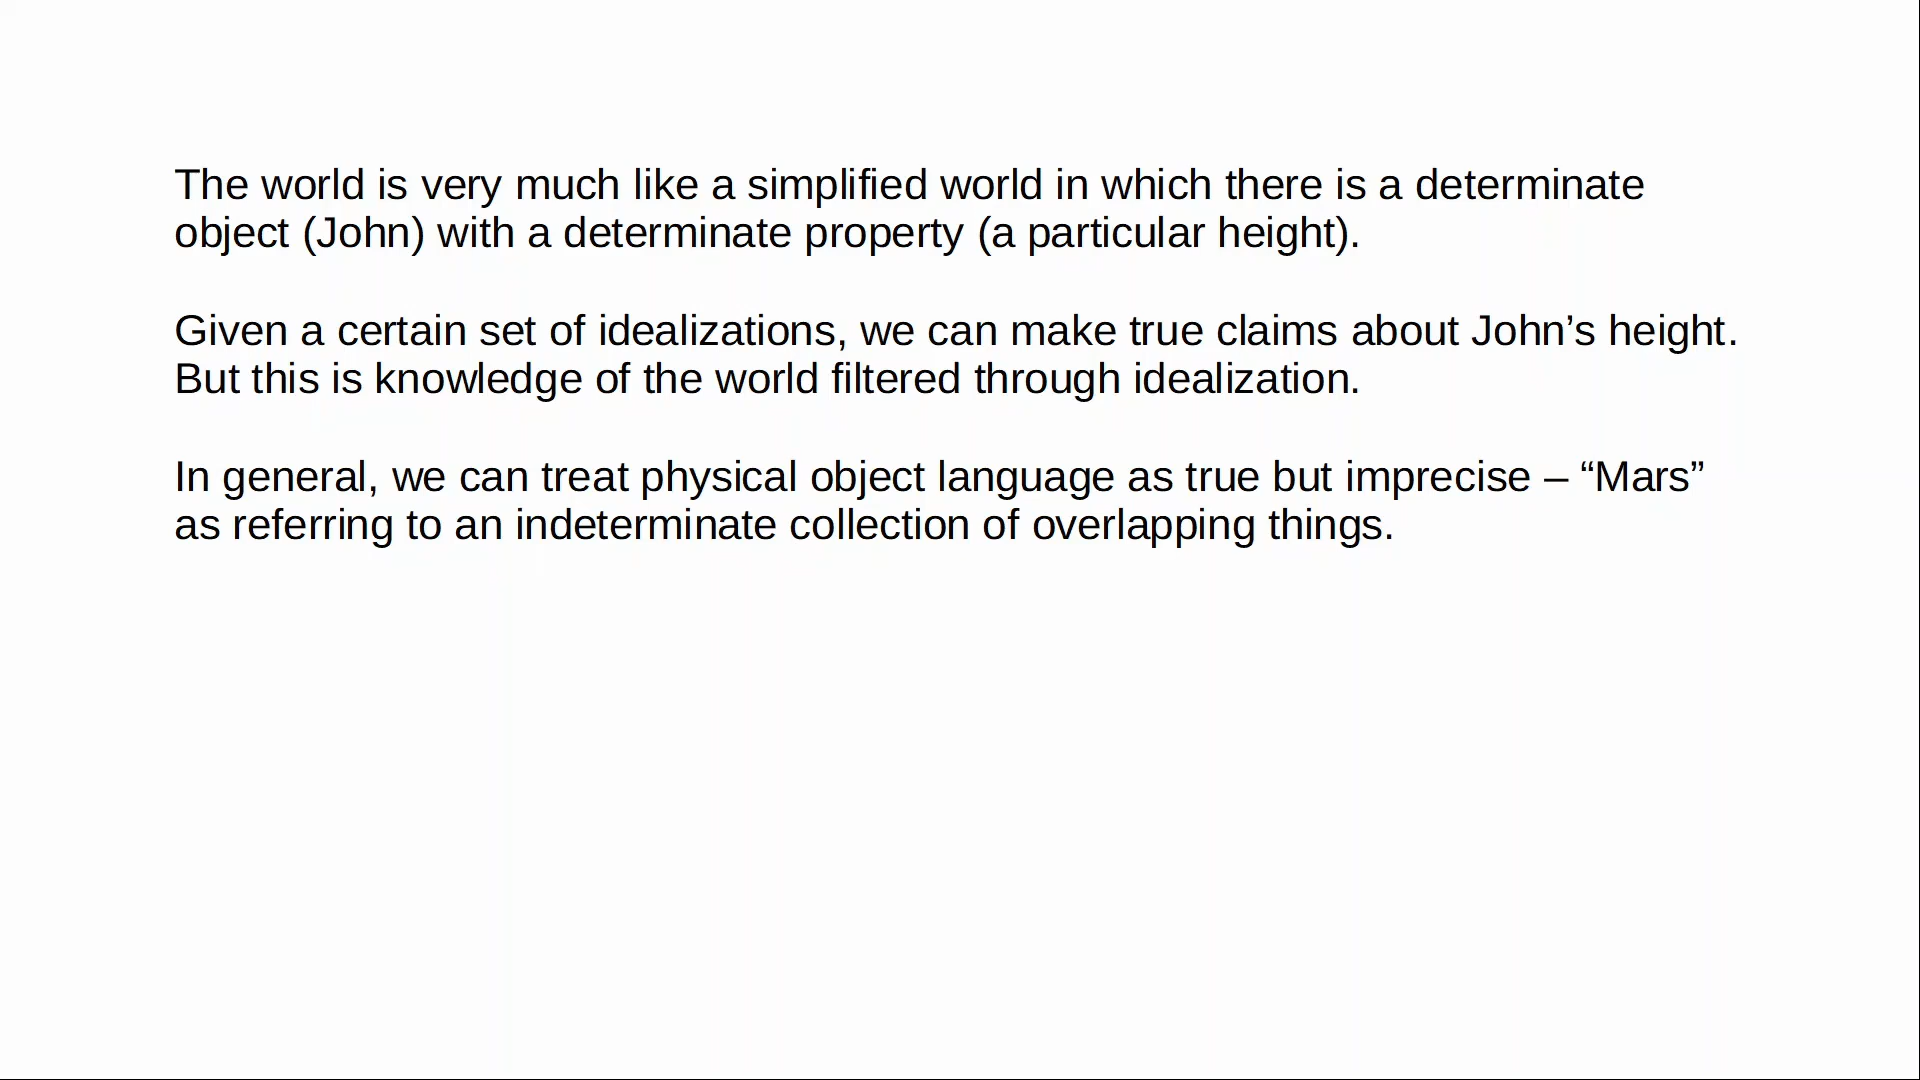 The world is very much like a simplified world in which there is a determinate
object (John) with a determinate property (a particular height).
Given a certain set of idealizations, we can make true claims about John’s height.
But this is knowledge of the world filtered through idealization.
In general, we can treat physical object language as true but imprecise – “Mars”
as referring to an indeterminate collection of overlapping things.